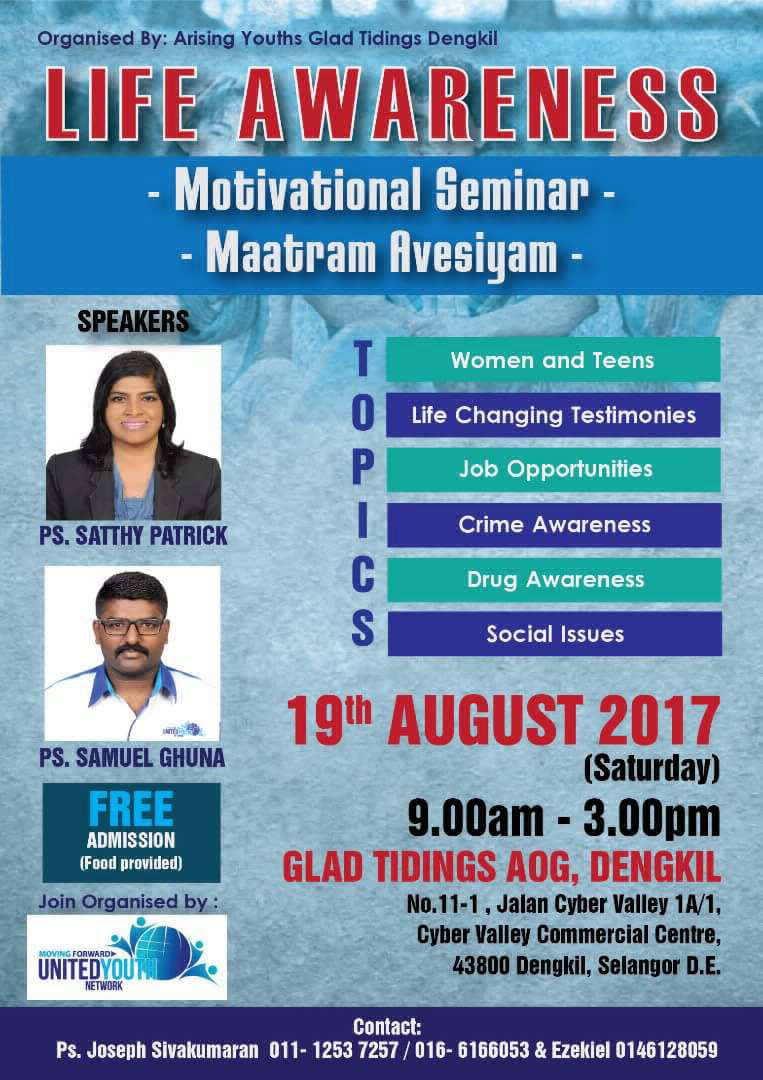 Organised By: Arising Youths Glad Tidings Dengkil
LIFE AWARENESS
- Motivational Seminar -
- Maatram Avesiyam -
SPEAKERS
PS. SATTHY PATRICK
UNITEDYOUTH
NETWORK
PS. SAMUEL GHUNA
FREE
ADMISSION
(Food provided)
Join Organised by :
MOVING FORWARD
UNITEDYOUTH
NETWORK
TOPICS
Women and Teens
Life Changing Testimonies
Job Opportunities
Crime Awareness
Drug Awareness
Social Issues
19th AUGUST 2017
(Saturday)
9.00am - 3.00pm
GLAD TIDINGS AOG, DENGKIL
No.11-1 , Jalan Cyber Valley 1A/1,
Cyber Valley Commercial Centre,
43800 Dengkil, Selangor D.E.
Contact:
Ps. Joseph Sivakumaran 011- 1253 7257 / 016- 6166053 & Ezekiel 0146128059